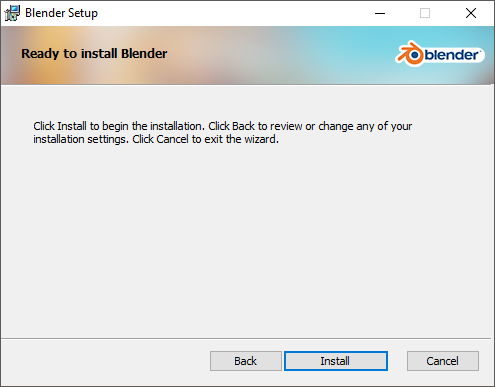 Blender Setup
Ready to install Blender
blender
Click Install to begin the installation. Click Back to review or change any of your
installation settings. Click Cancel to exit the wizard.
Back
Install
Cancel